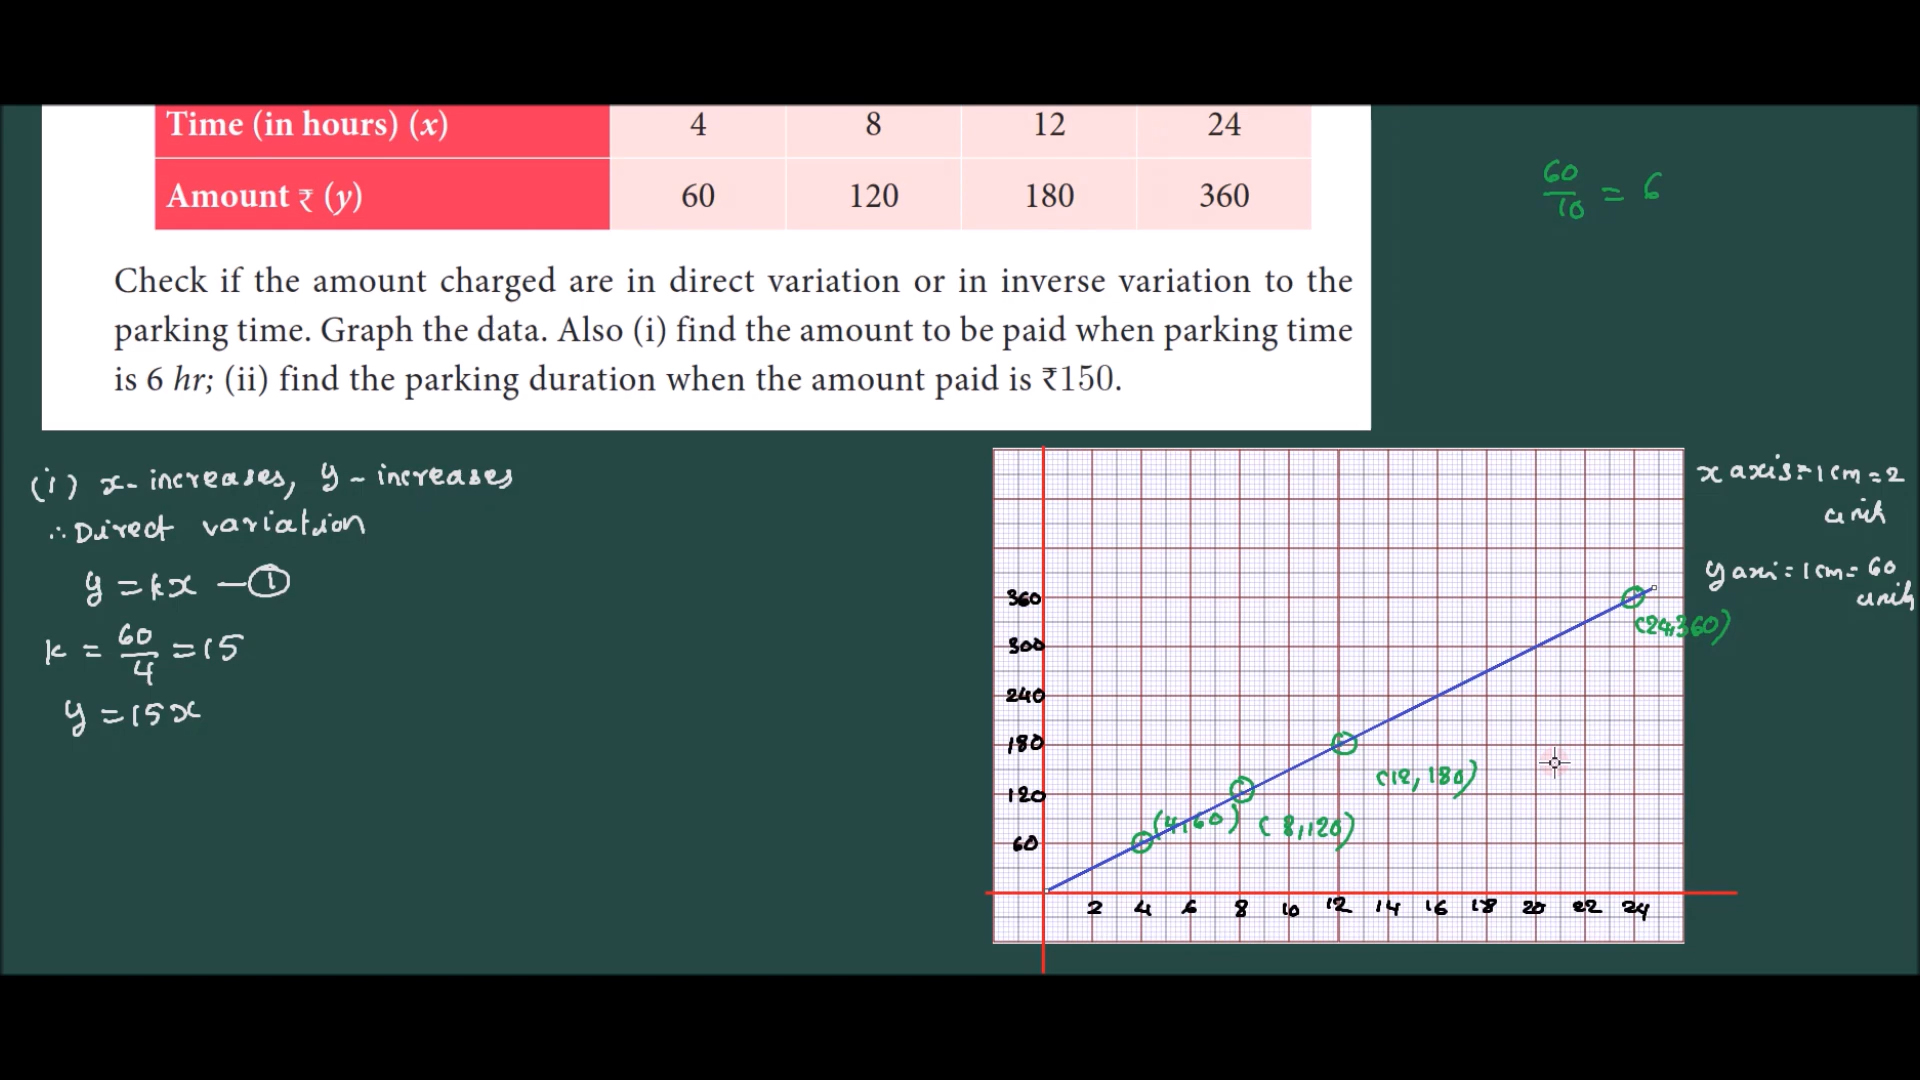 Time (in hours) (x) 4 8 12 24
Amount ₹ (y) 60 120 180 360
60/10 = 6
Check if the amount charged are in direct variation or in inverse variation to the
parking time. Graph the data. Also (i) find the amount to be paid when parking time
is 6 hr; (ii) find the parking duration when the amount paid is ₹150.
(i) x - increases, y - increases
∴ Direct variation
y = kx — ①
k = 60/4 = 15
y = 15x
x axis = 1cm = 2
unit
y axi = 1cm = 60
unit
360
300
240
180
120
60
(24,360)
(12, 180)
(4,60) (8,120)
2 4 6 8 10 12 14 16 18 20 22 24